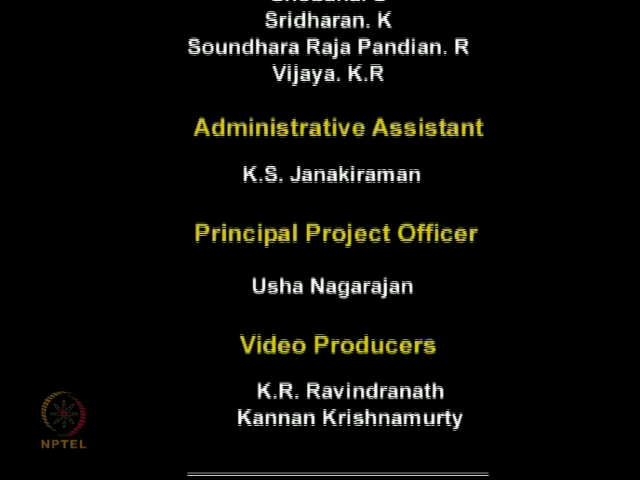 Sridharan. K
Soundhara Raja Pandian. R
Vijaya. K.R
Administrative Assistant
K.S. Janakiraman
Principal Project Officer
Usha Nagarajan
Video Producers
K.R. Ravindranath
Kannan Krishnamurty
NPTEL